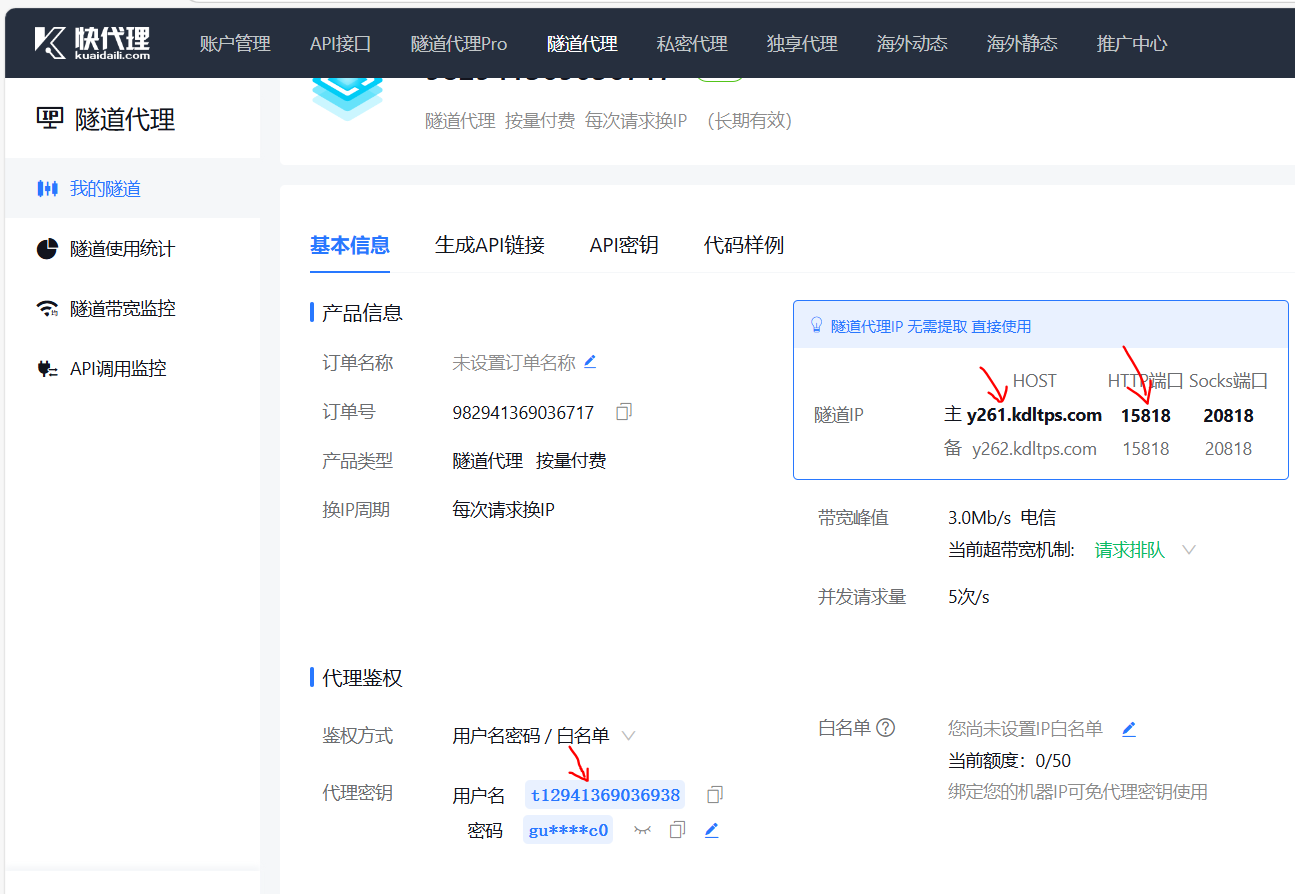 快代理 kuaidaili.com 账户管理 API接口 隧道代理Pro 隧道代理 私密代理 独享代理 海外动态 海外静态 推广中心
IP 隧道代理
隧道代理 按量付费 每次请求换IP (长期有效)
我的隧道
隧道使用统计
隧道带宽监控
API调用监控
基本信息 生成API链接 API密钥 代码样例
产品信息
订单名称 未设置订单名称
订单号 982941369036717
产品类型 隧道代理 按量付费
换IP周期 每次请求换IP
隧道代理IP 无需提取 直接使用
HOST HTTP端口 Socks端口
隧道IP 主 y261.kdltps.com 15818 20818
备 y262.kdltps.com 15818 20818
带宽峰值 3.0Mb/s 电信
当前超带宽机制: 请求排队
并发请求量 5次/s
代理鉴权
鉴权方式 用户名密码 / 白名单
代理密钥 用户名 t12941369036938
密码 gu****c0
白名单 ? 您尚未设置IP白名单
当前额度：0/50
绑定您的机器IP可免代理密钥使用